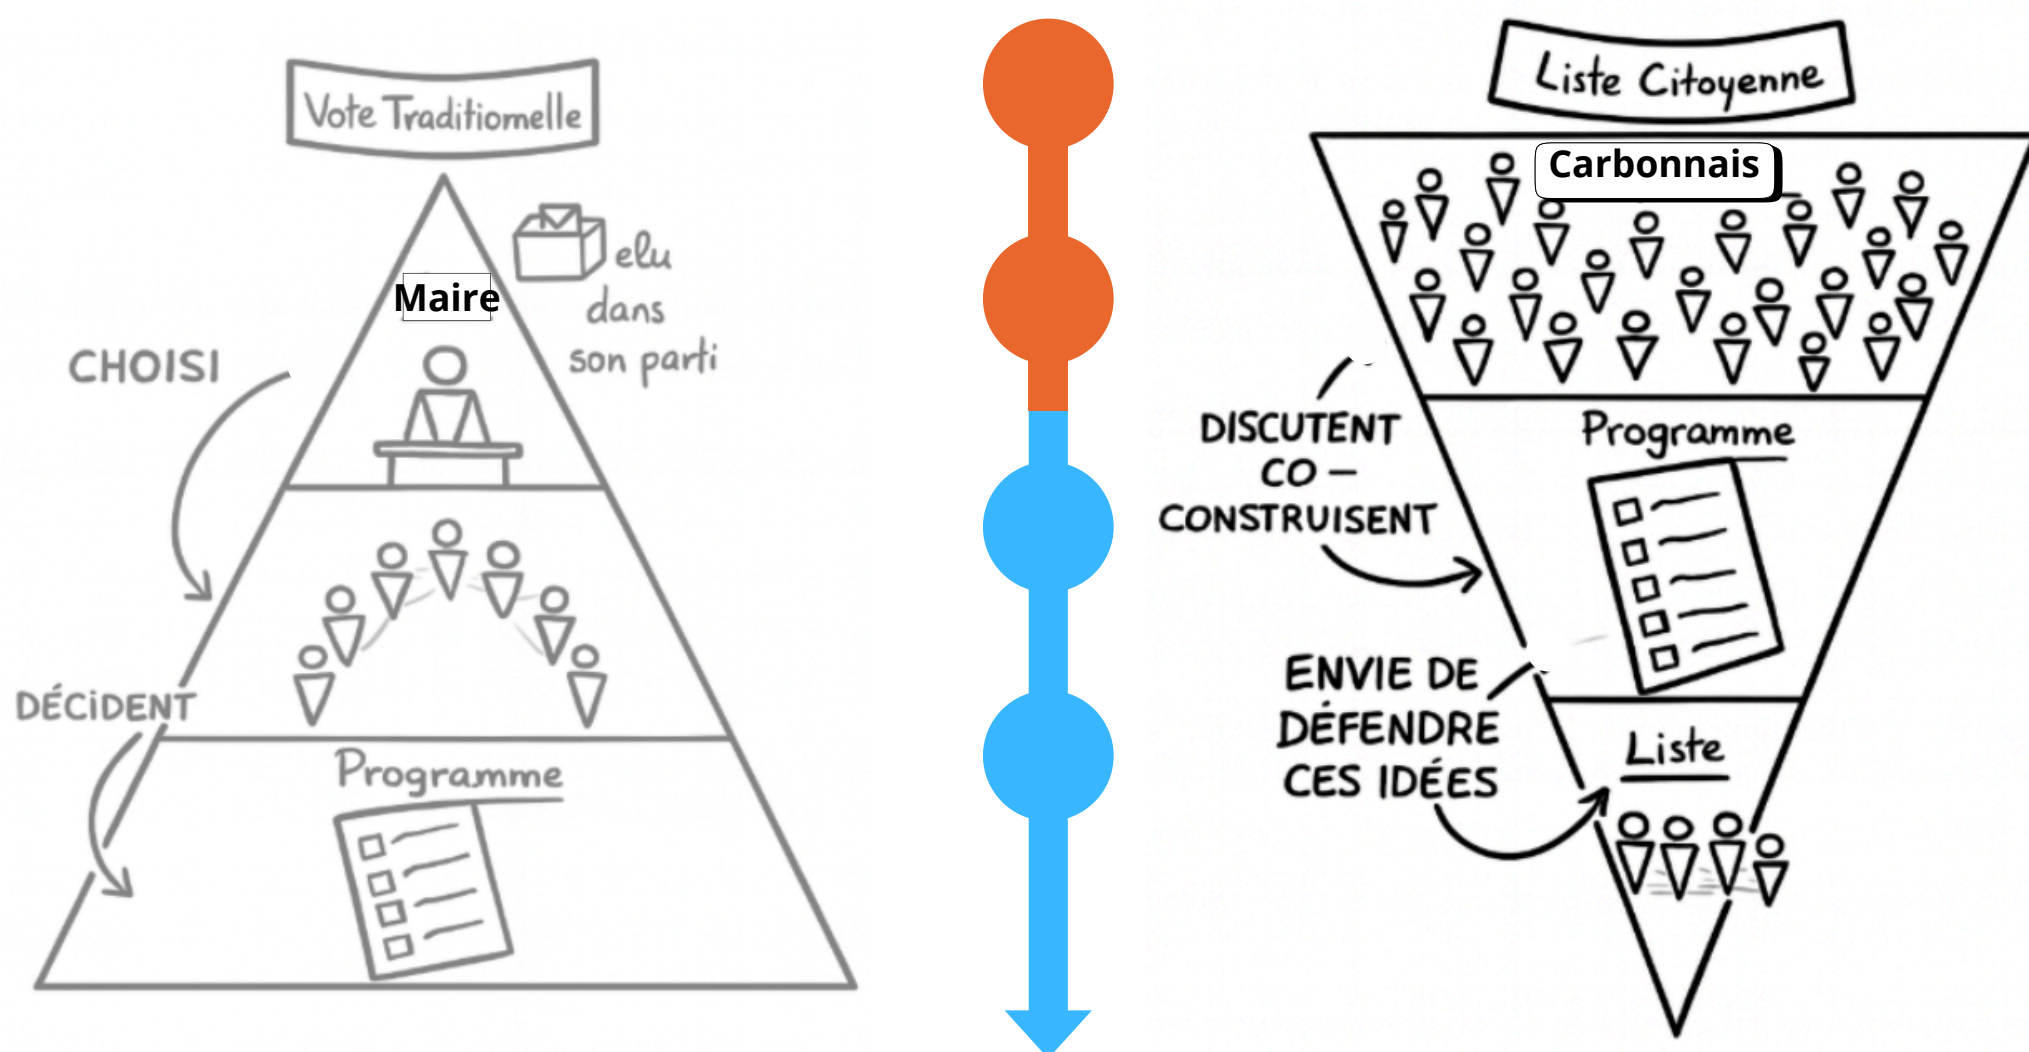 Vote Traditiomelle
elu
dans
son parti
Maire
CHOISI
DÉCIDENT
Programme
Liste Citoyenne
Carbonnais
DISCUTENT
CO –
CONSTRUISENT
Programme
ENVIE DE
DÉFENDRE
CES IDÉES
Liste